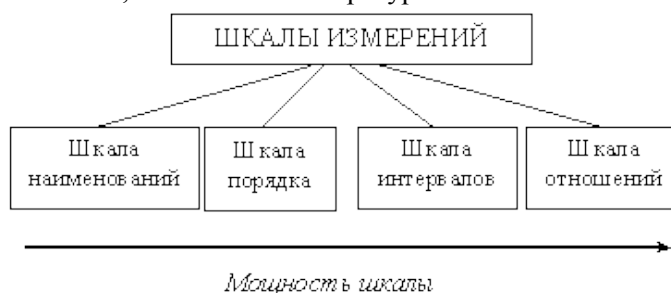 ШКАЛЫ ИЗМЕРЕНИЙ
Шкала
наименований
Шкала
порядка
Шкала
интервалов
Шкала
отношений
Мощность шкалы